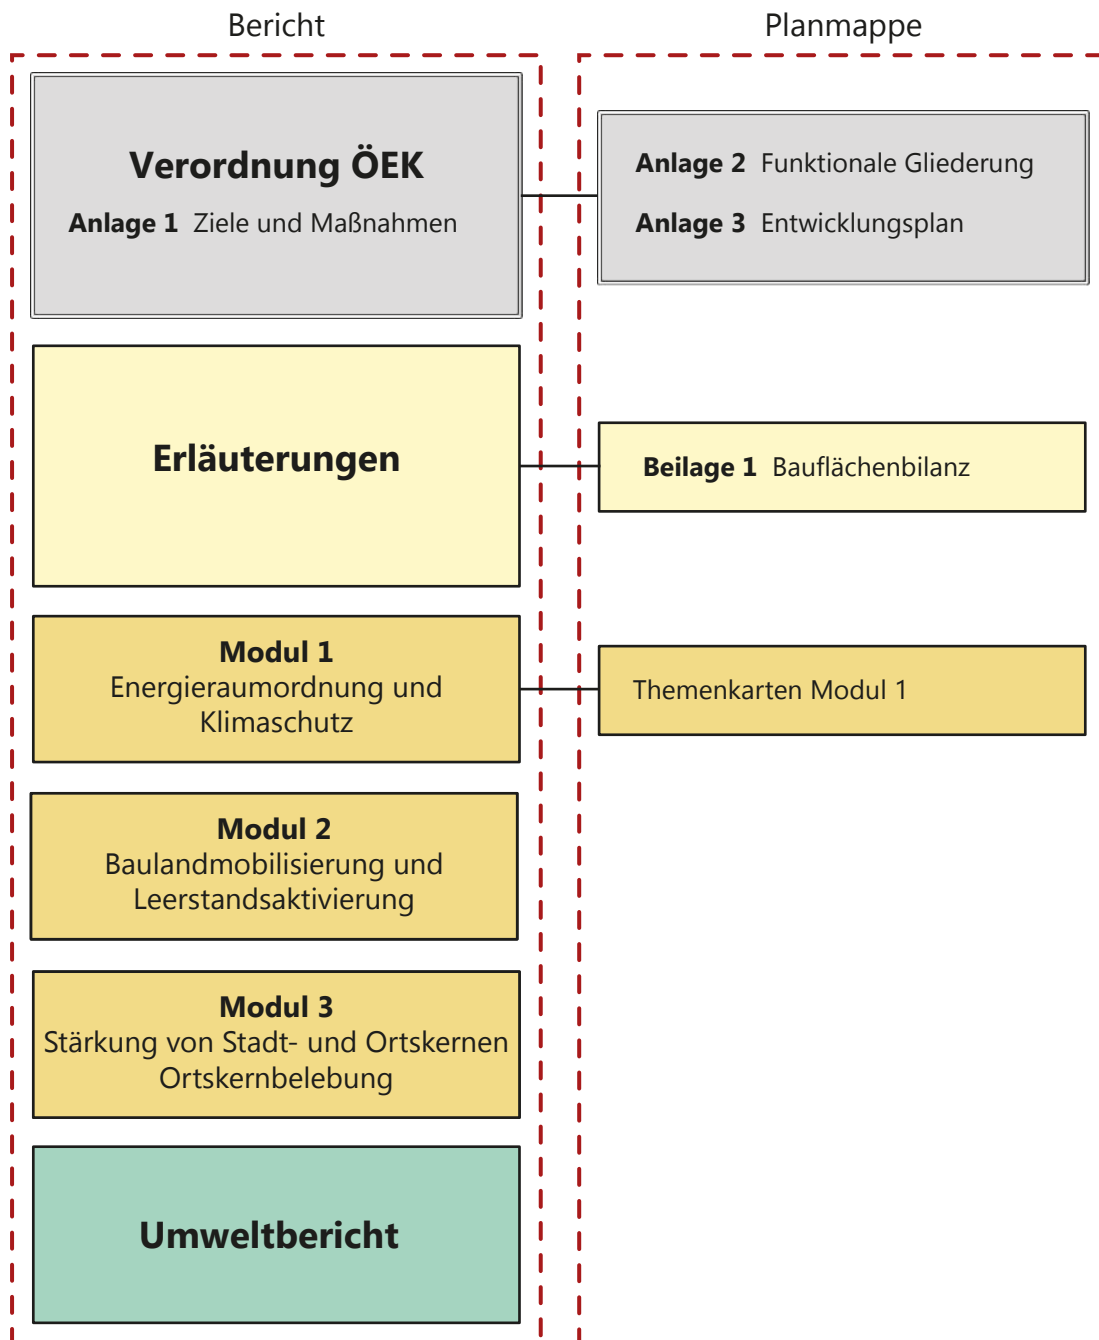 Bericht
Planmappe
Verordnung ÖEK
Anlage 1 Ziele und Maßnahmen
Anlage 2 Funktionale Gliederung
Anlage 3 Entwicklungsplan
Erläuterungen
Beilage 1 Bauflächenbilanz
Modul 1
Energieraumordnung und
Klimaschutz
Themenkarten Modul 1
Modul 2
Baulandmobilisierung und
Leerstandsaktivierung
Modul 3
Stärkung von Stadt- und Ortskernen
Ortskernbelebung
Umweltbericht